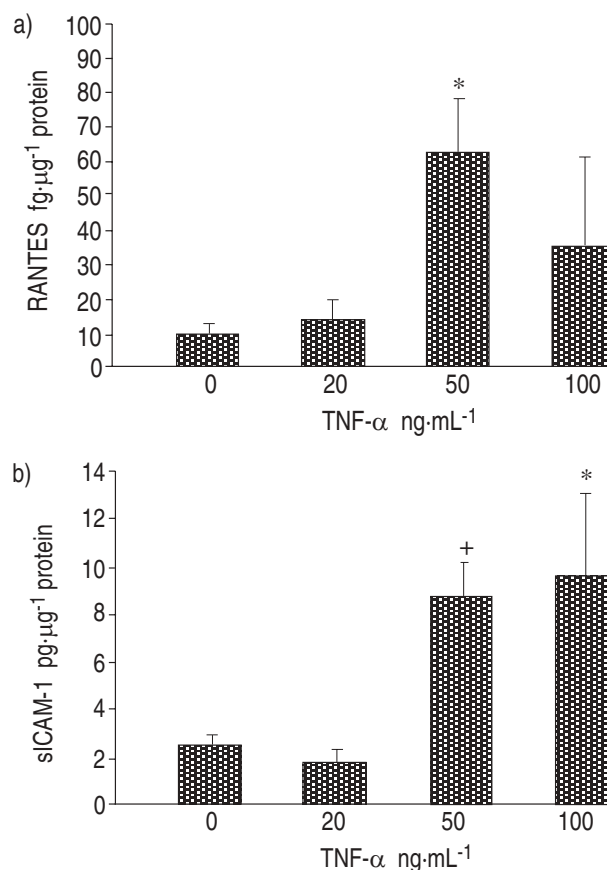 a)
RANTES fg·µg⁻¹ protein
100
90
80
70
60
50
40
30
20
10
0
*
0 20 50 100
TNF-α ng·mL⁻¹
b)
sICAM-1 pg·µg⁻¹ protein
14
12
10
8
6
4
2
0
+
*
0 20 50 100
TNF-α ng·mL⁻¹